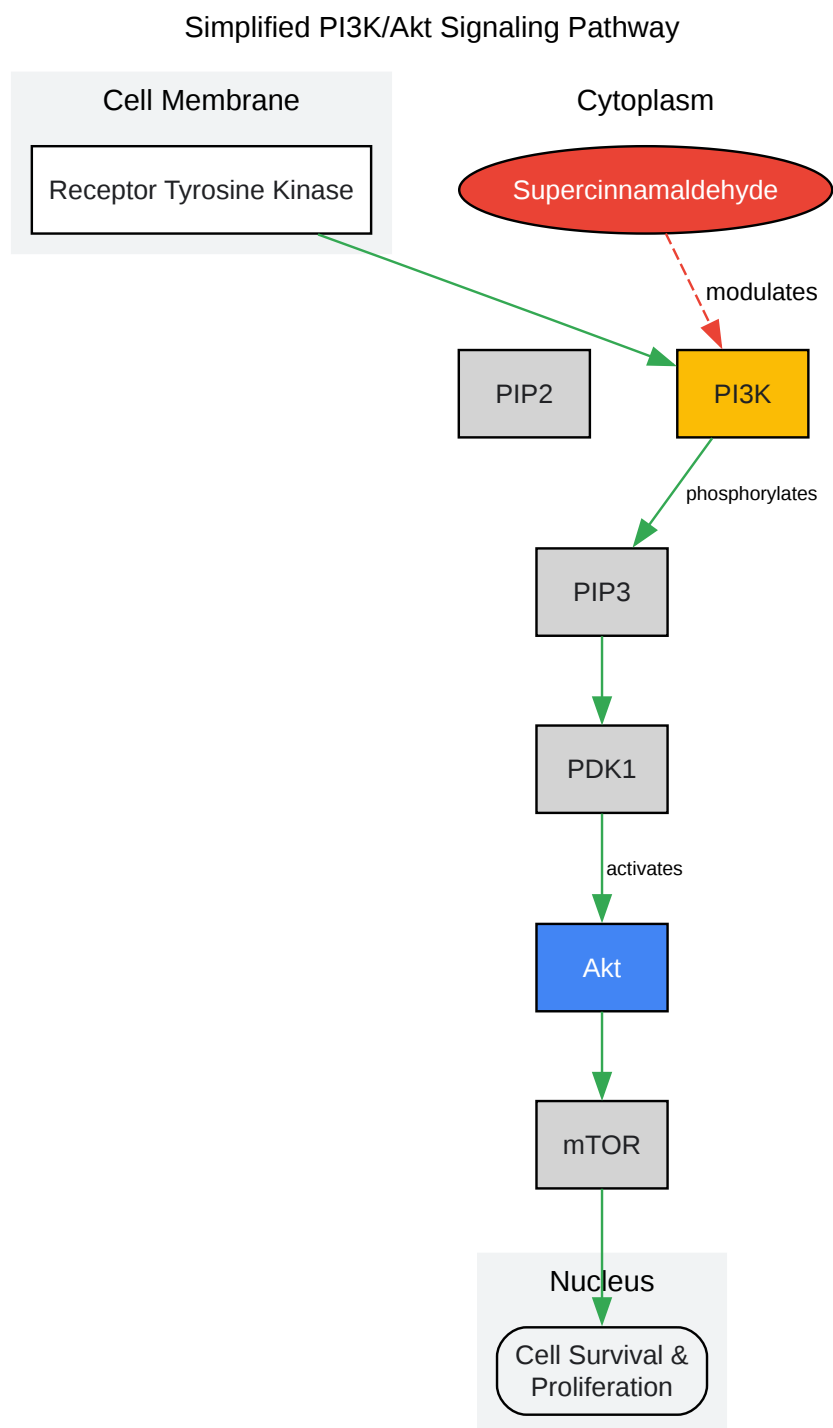 Simplified PI3K/Akt Signaling Pathway
Cell Membrane
Cytoplasm
Receptor Tyrosine Kinase
Supercinnamaldehyde
modulates
PIP2
PI3K
phosphorylates
PIP3
PDK1
activates
Akt
mTOR
Nucleus
Cell Survival &
Proliferation